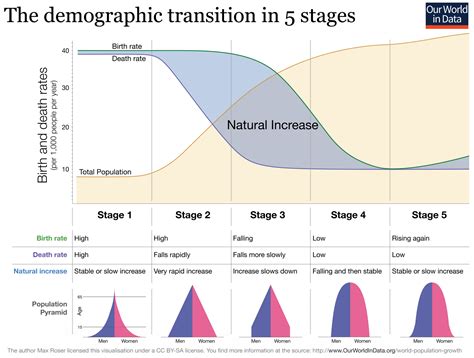 The demographic transition in 5 stages
Our World
in Data
Birth and death rates
(per 1,000 people per year)
40
30
20
10
Birth rate
Death rate
Natural Increase
Total Population
Stage 1 Stage 2 Stage 3 Stage 4 Stage 5
Birth rate High High Falling Low Rising again
Death rate High Falls rapidly Falls more slowly Low Low
Natural increase Stable or slow increase Very rapid increase Increase slows down Falling and then stable Stable or slow increase
Population
Pyramid
Age
65
15
Men Women Men Women Men Women Men Women Men Women
The author Max Roser licensed this visualisation under a CC BY-SA license. You find more information at the source: http://www.OurWorldInData.org/world-population-growth